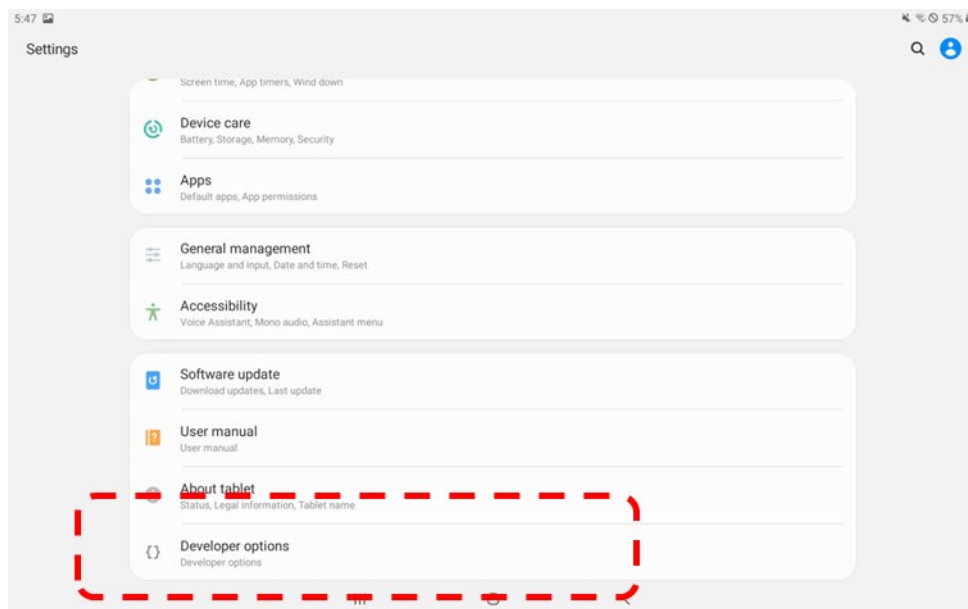 5:47
57%
Settings
Screen time, App timers, Wind down
Device care
Battery, Storage, Memory, Security
Apps
Default apps, App permissions
General management
Language and input, Date and time, Reset
Accessibility
Voice Assistant, Mono audio, Assistant menu
Software update
Download updates, Last update
User manual
User manual
About tablet
Status, Legal information, Tablet name
{} Developer options
Developer options